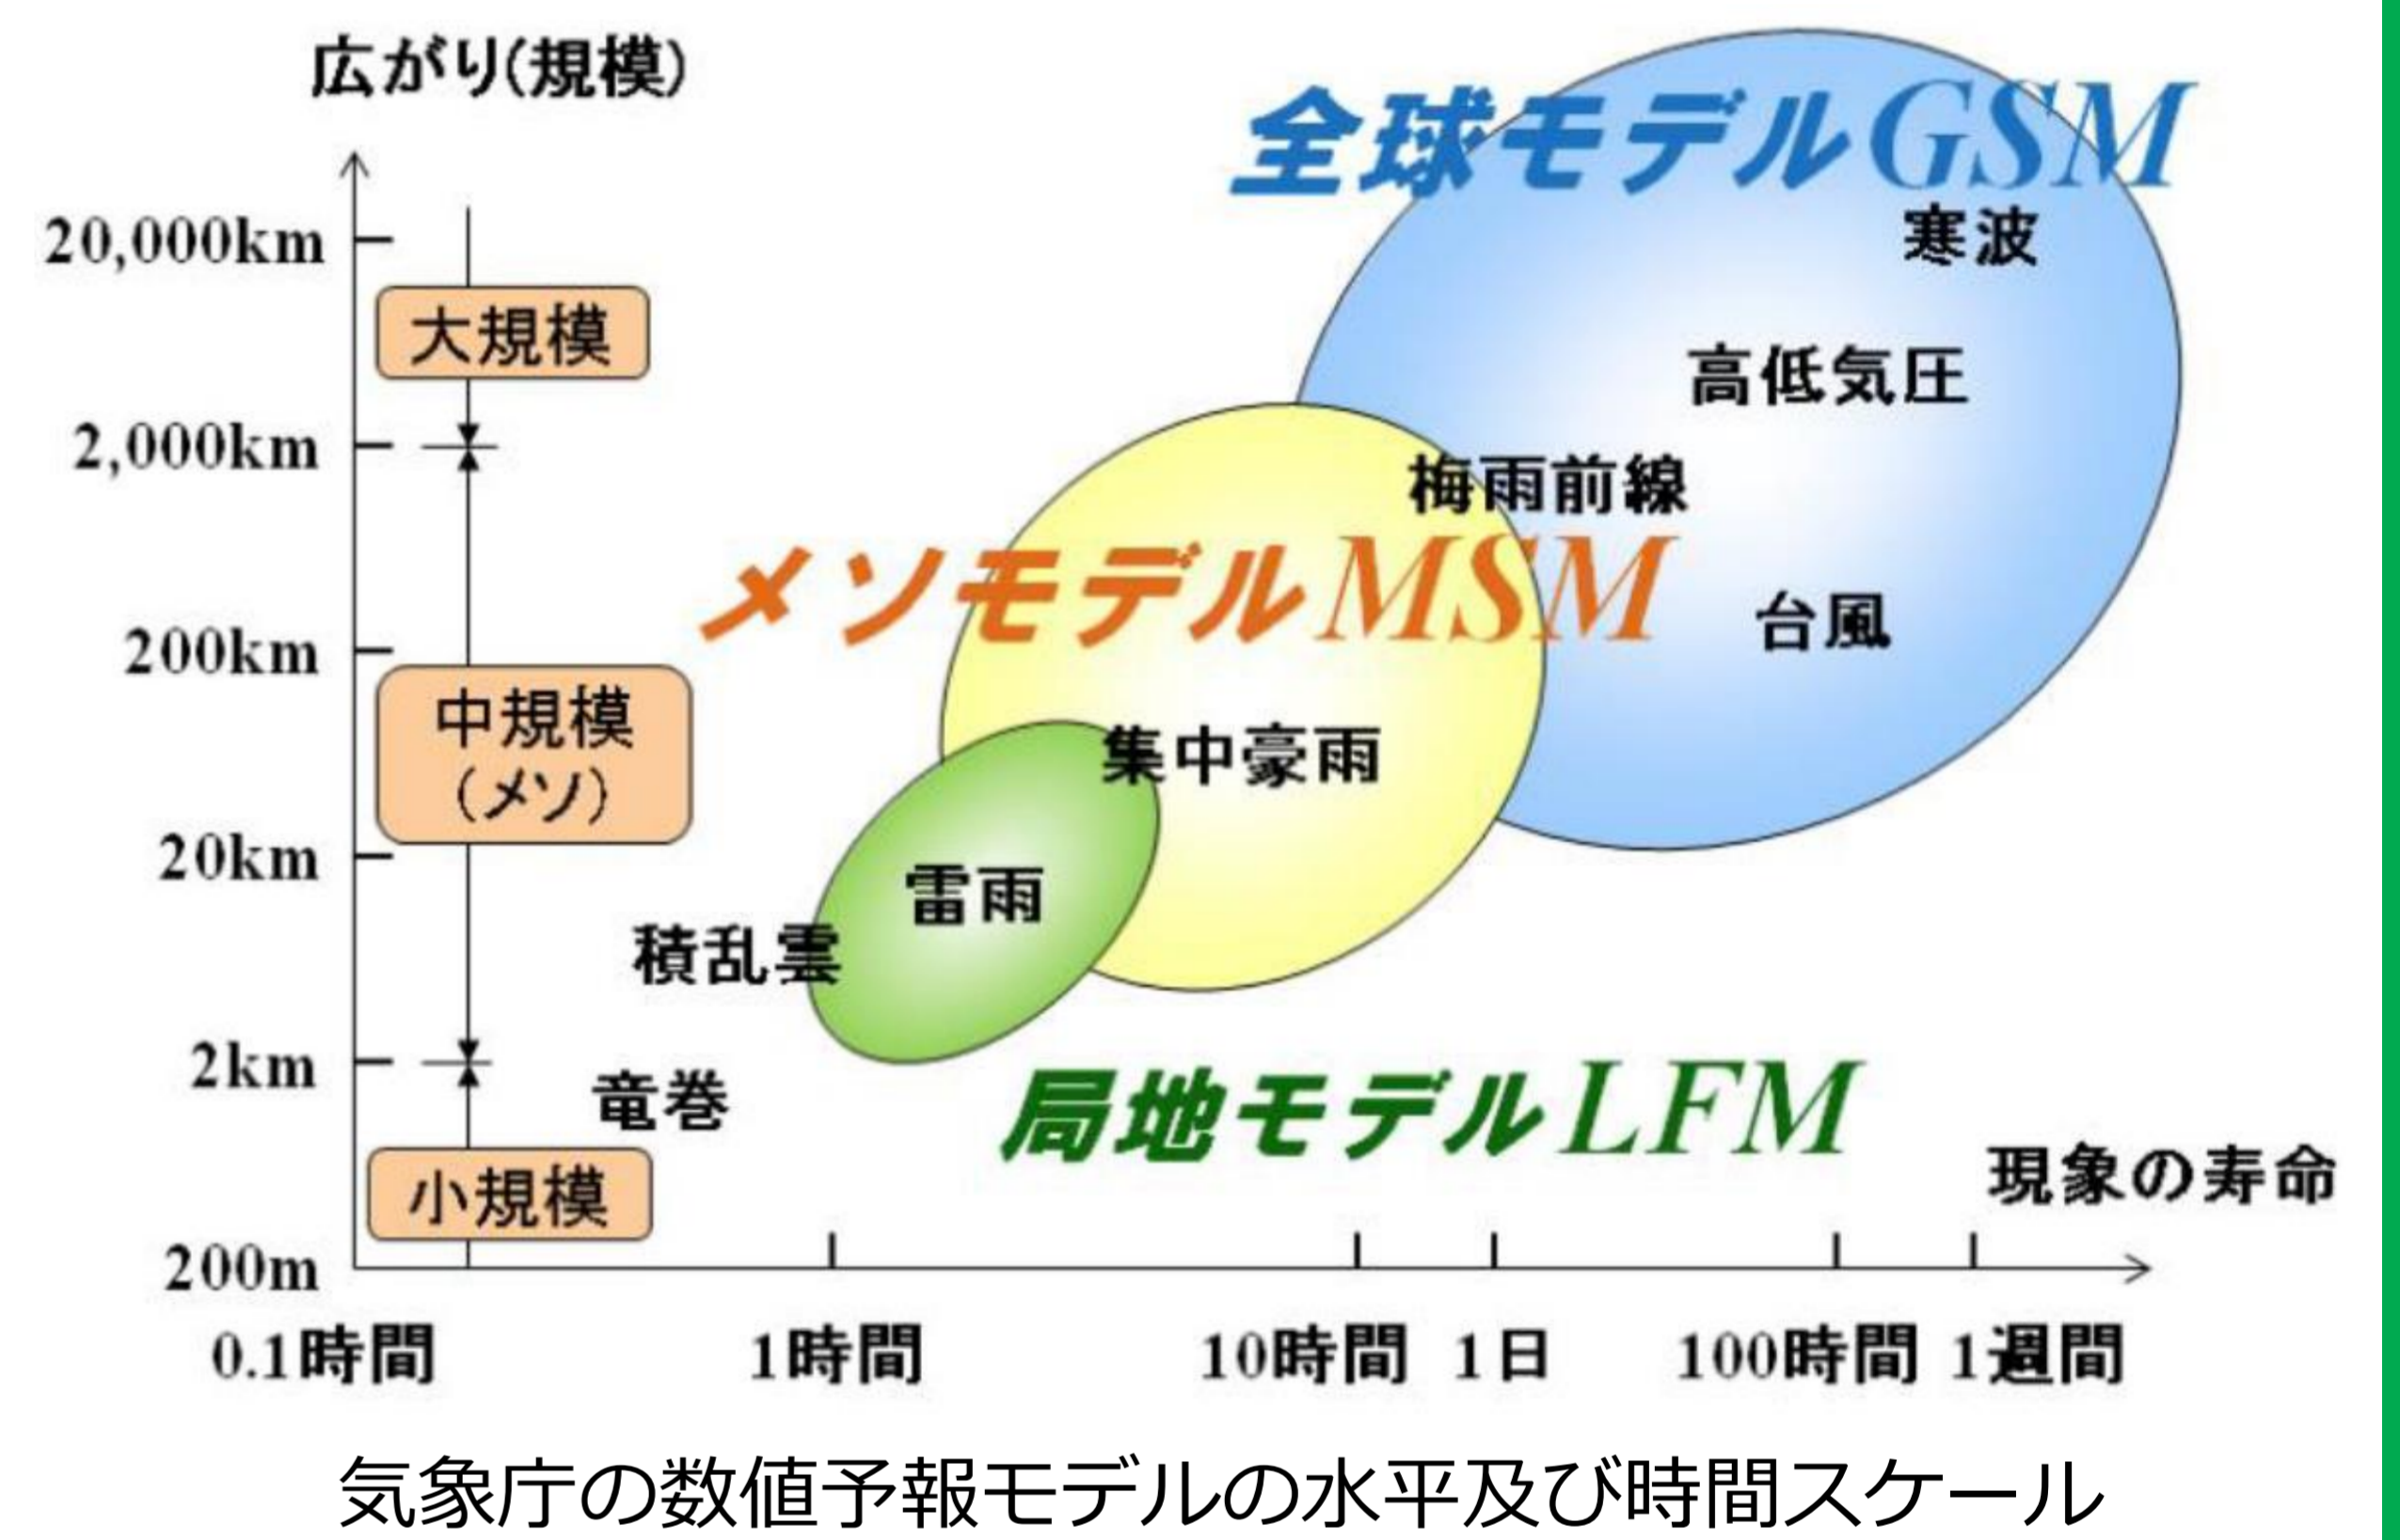 広がり(規模)
全球モデルGSM
20,000km
寒波
大規模
高低気圧
2,000km
梅雨前線
メソモデルMSM
台風
200km
中規模
(メソ)
集中豪雨
20km
雷雨
積乱雲
2km
竜巻
局地モデルLFM
現象の寿命
小規模
200m
0.1時間 1時間 10時間 1日 100時間 1週間
気象庁の数値予報モデルの水平及び時間スケール